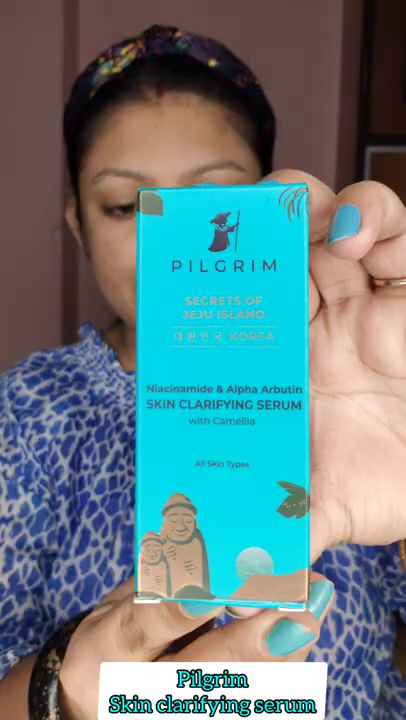 PILGRIM
SECRETS OF
JEJU ISLAND
대한민국 KOREA
Niacinamide & Alpha Arbutin
SKIN CLARIFYING SERUM
with Camellia
All Skin Types
Pilgrim
Skin clarifying serum